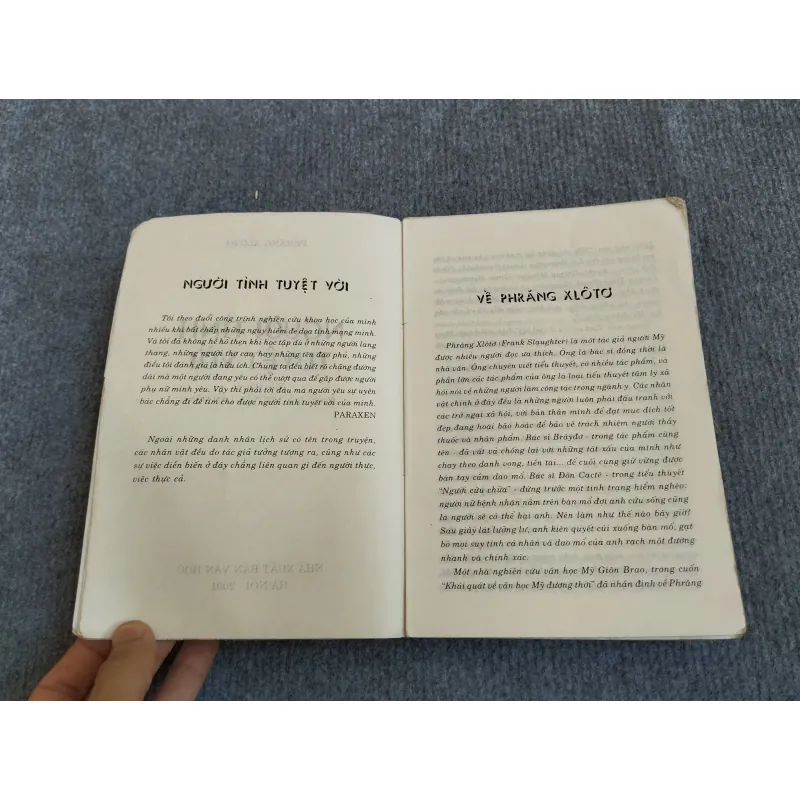 NGƯỜI TÌNH TUYỆT VỜI
Tôi theo đuổi công trình nghiên cứu khoa học của mình
nhiều khi bất chấp những nguy hiểm đe dọa tính mạng mình.
Và tôi đã không hề hổ thẹn khi học tập dù ở những người lang
thang, những người thợ cạo, hay những tên đao phủ, những
điều tôi đánh giá là hữu ích. Chúng ta đều biết rõ chặng đường
dài mà một người đang yêu có thể vượt qua để gặp được người
phụ nữ mình yêu. Vậy thì phải tới đâu mà người yêu sự uyên
bác chẳng đi để tìm cho được người tình tuyệt vời của mình.
PARAXEN
Ngoài những danh nhân lịch sử có tên trong truyện,
các nhân vật đều do tác giả tưởng tượng ra, cũng như các
sự việc diễn biến ở đây chẳng liên quan gì đến người thực,
việc thực cả.
VỀ PHRĂNG XLÔTƠ
Phrăng Xlôtơ (Frank Slaughter) là một tác giả người Mỹ
được nhiều người đọc ưa thích. Ông là bác sĩ đồng thời là
nhà văn. Ông chuyên viết tiểu thuyết, có nhiều tác phẩm, và
phần lớn các tác phẩm của ông là loại tiểu thuyết tâm lý xã
hội nói về những người làm công tác trong ngành y. Các nhân
vật chính ở đây đều là những người luôn phải đấu tranh với
các trở ngại xã hội, với bản thân mình để đạt mục đích tốt
đẹp đang hoài bão hoặc để bảo vệ trách nhiệm người thầy
thuốc và nhân phẩm. Bác sĩ Brâyđơ - trong tác phẩm cùng
tên - đã vất vả chống lại với những tật xấu của mình như
chạy theo danh vọng, tiền tài... để cuối cùng giữ vững được
bàn tay cầm dao mổ. Bác sĩ Đôn Cactê - trong tiểu thuyết
"Người cứu chữa" - đứng trước một tình trạng hiểm nghèo:
người nữ bệnh nhân nằm trên bàn mổ đợi anh cứu sống cũng
là người sẽ có thể hại anh. Nên làm như thế nào bây giờ?
Sau giây lát lưỡng lự, anh kiên quyết cúi xuống bàn mổ, gạt
bỏ mọi suy tính cá nhân và dao mổ của anh rạch một đường
nhanh và chính xác.
Một nhà nghiên cứu văn học Mỹ Giôn Brao, trong cuốn
"Khái quát về văn học Mỹ đương thời" đã nhận định về Phrăng